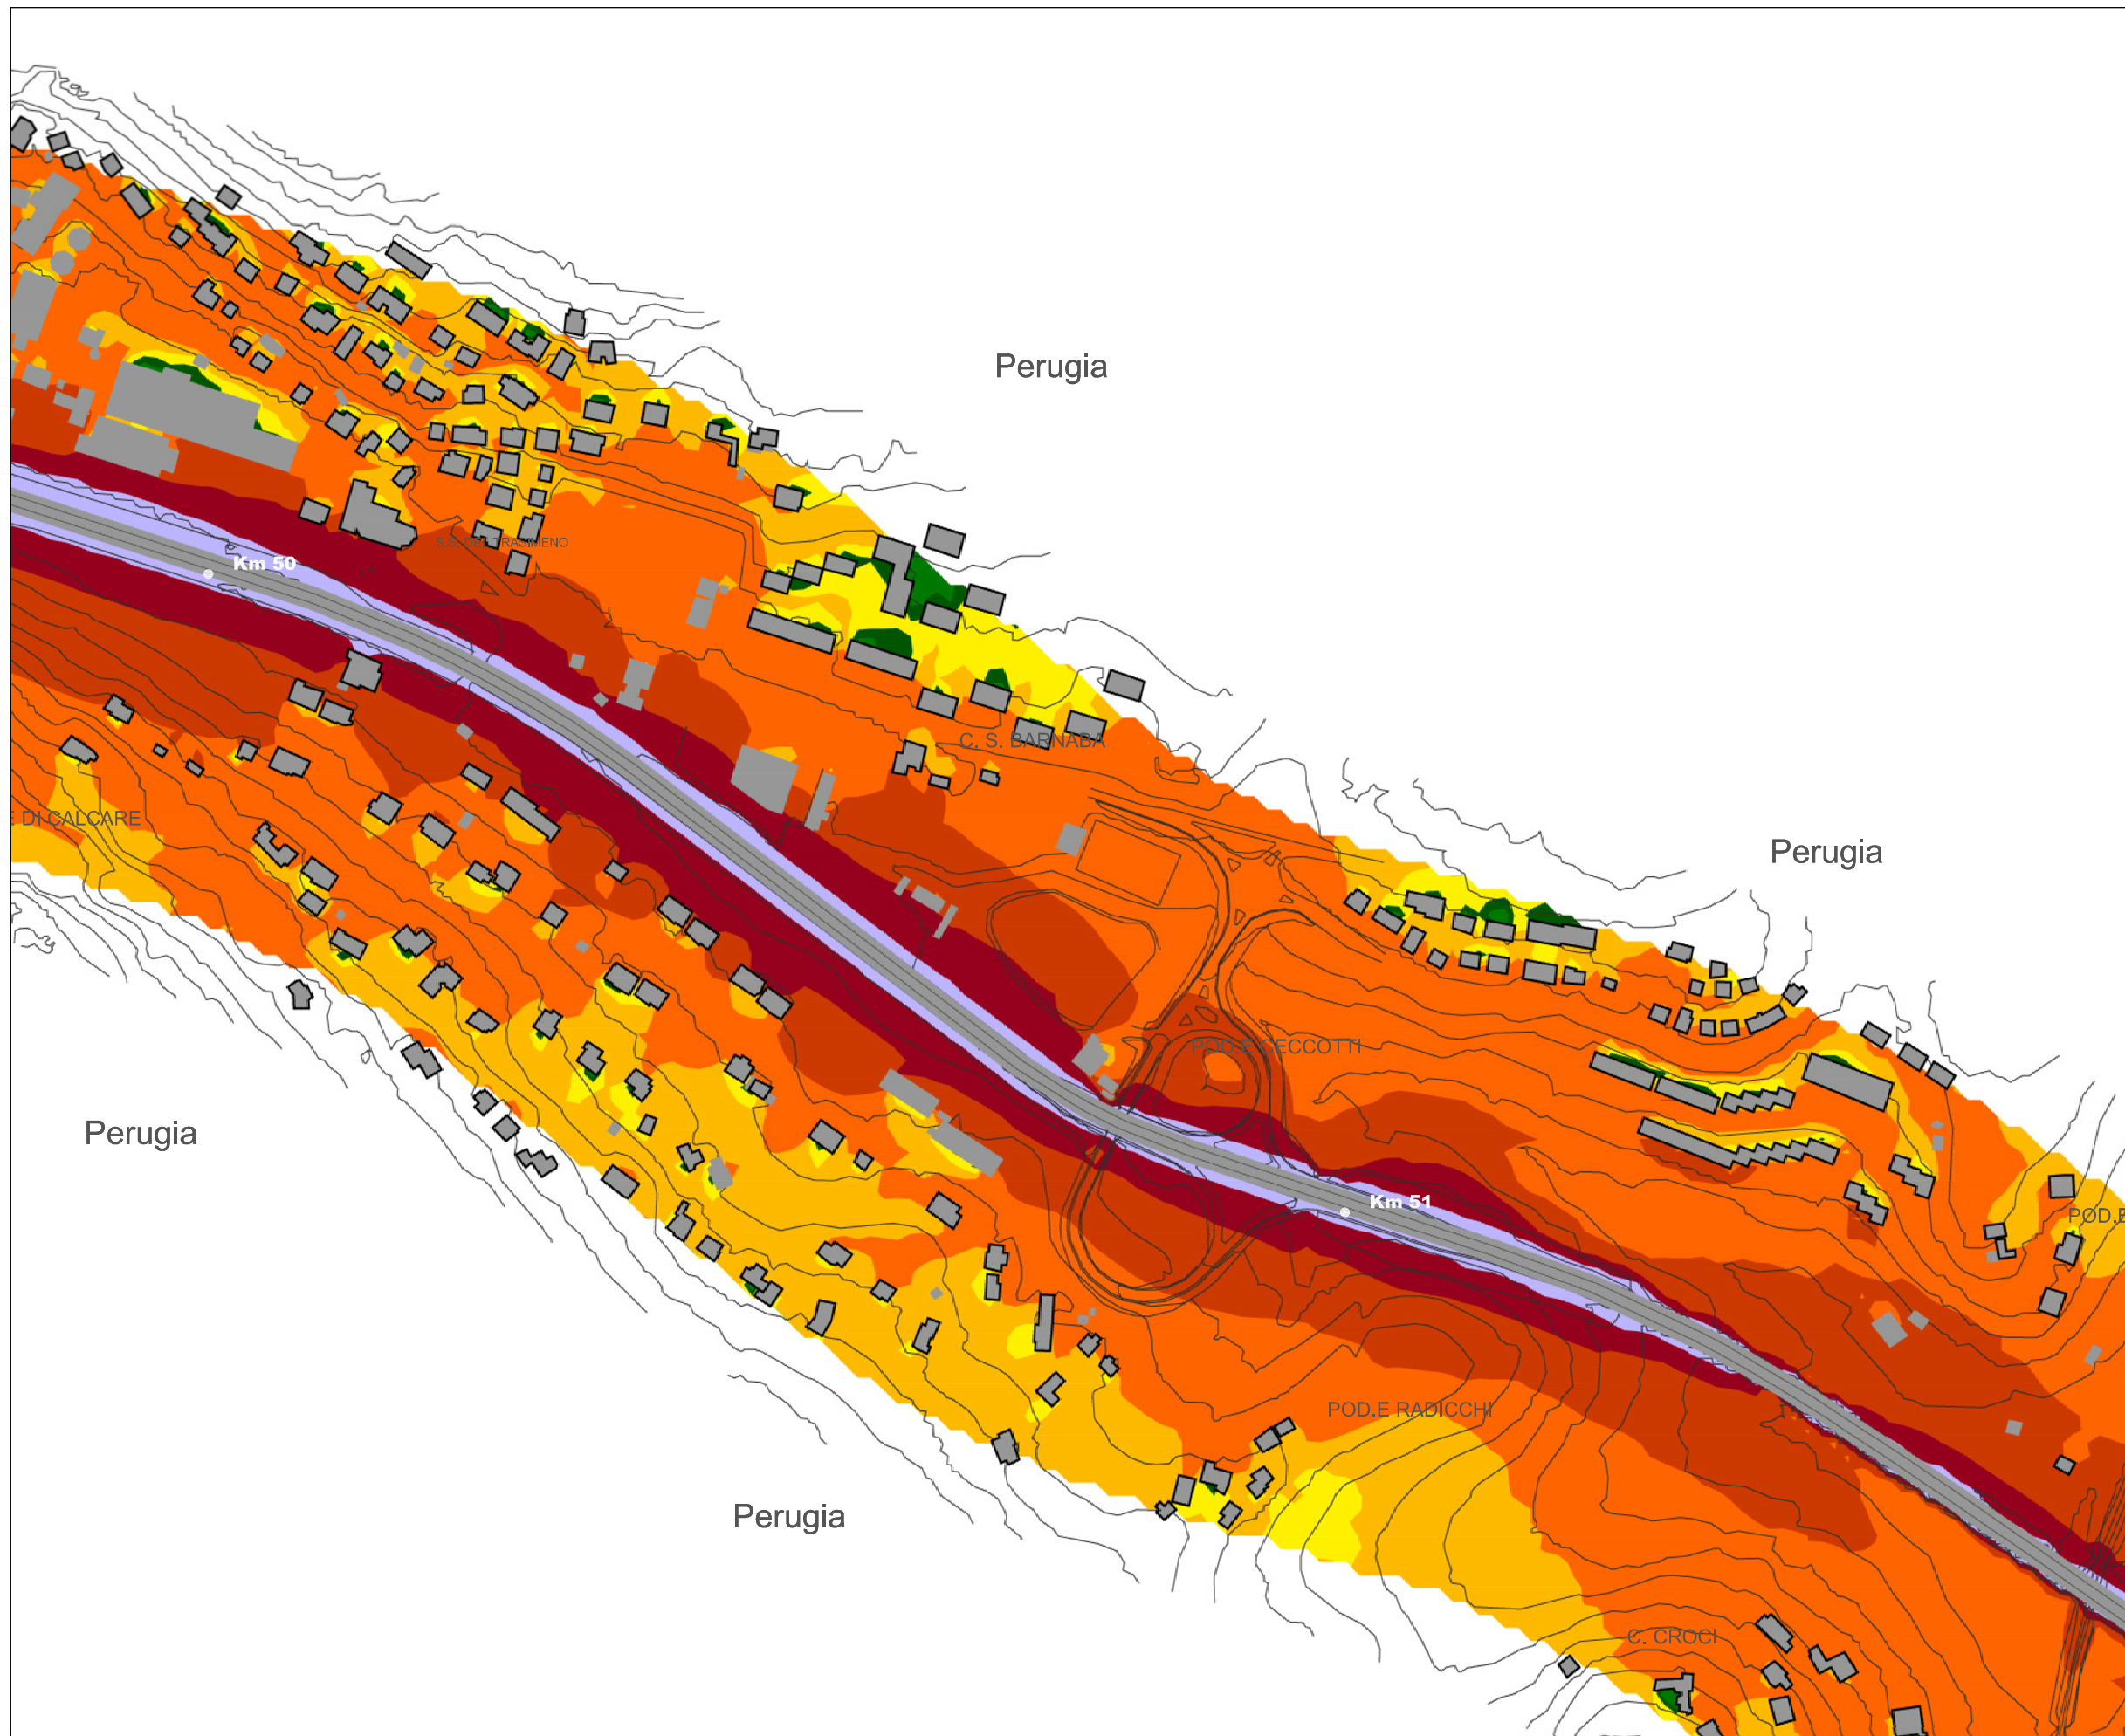 Perugia
S.S. DEL TRASIMENO
Km 50
C. S. BARNABA
E DI CALCARE
Perugia
POD.E CECCOTTI
Perugia
Km 51
POD.E
POD.E RADICCHI
Perugia
C. CROCI